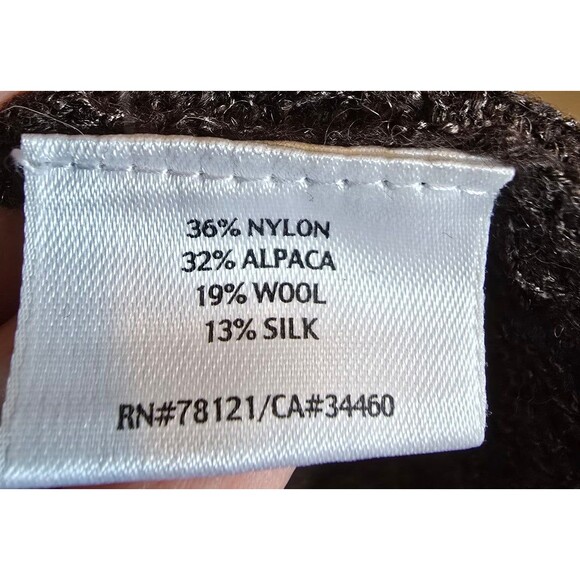 36% NYLON
32% ALPACA
19% WOOL
13% SILK
RN#78121/CA#34460